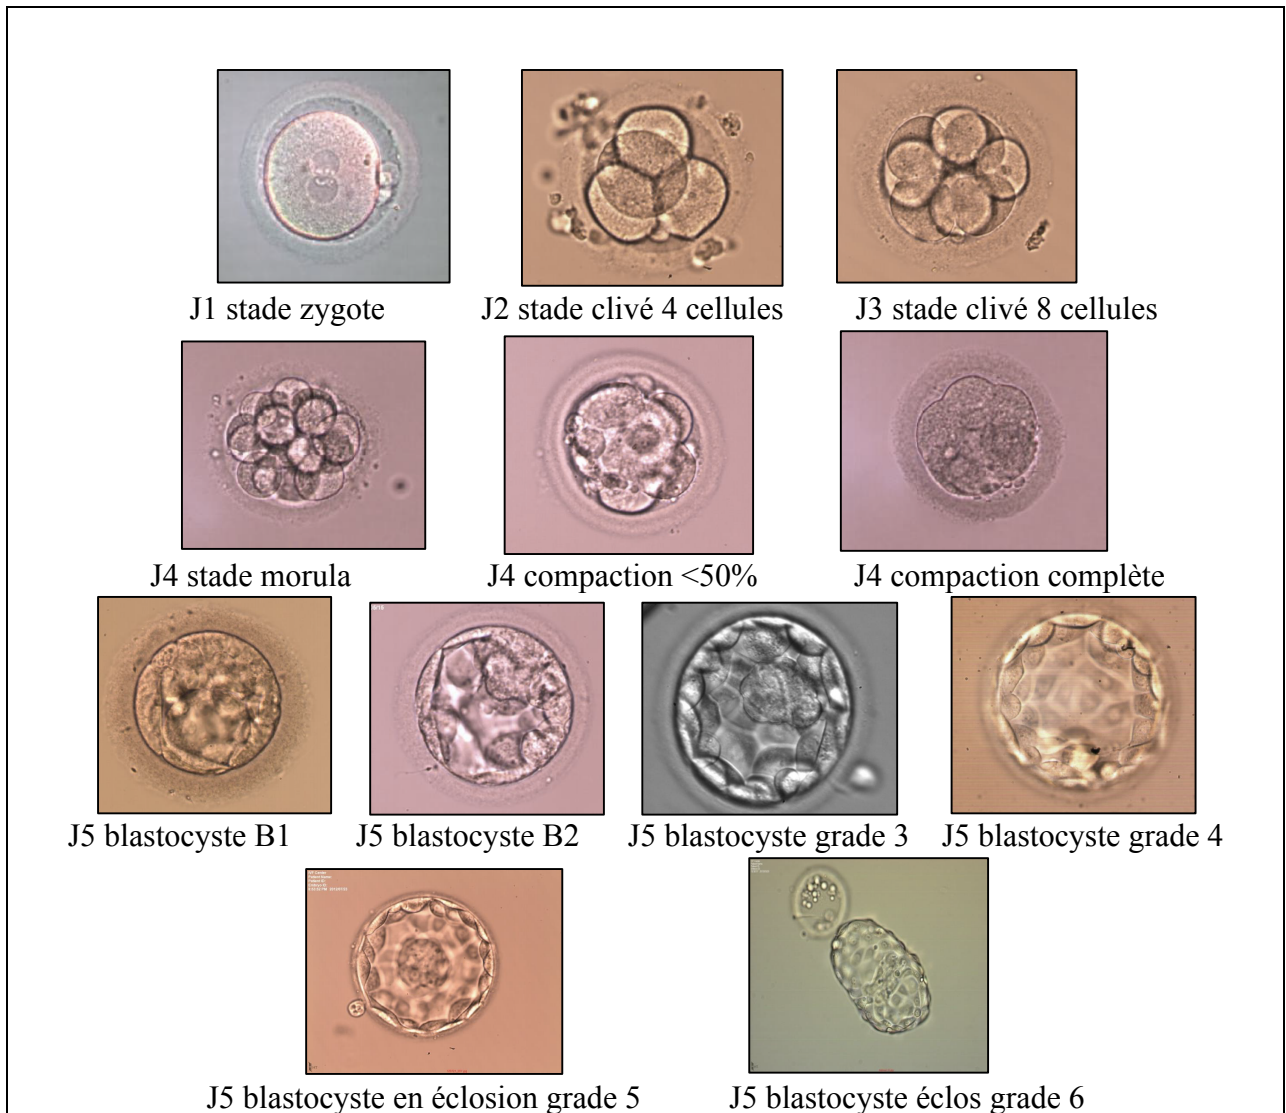 J1 stade zygote
J2 stade clivé 4 cellules
J3 stade clivé 8 cellules
J4 stade morula
J4 compaction <50%
J4 compaction complète
J5 blastocyste B1
J5 blastocyste B2
J5 blastocyste grade 3
J5 blastocyste grade 4
J5 blastocyste en éclosion grade 5
J5 blastocyste éclos grade 6